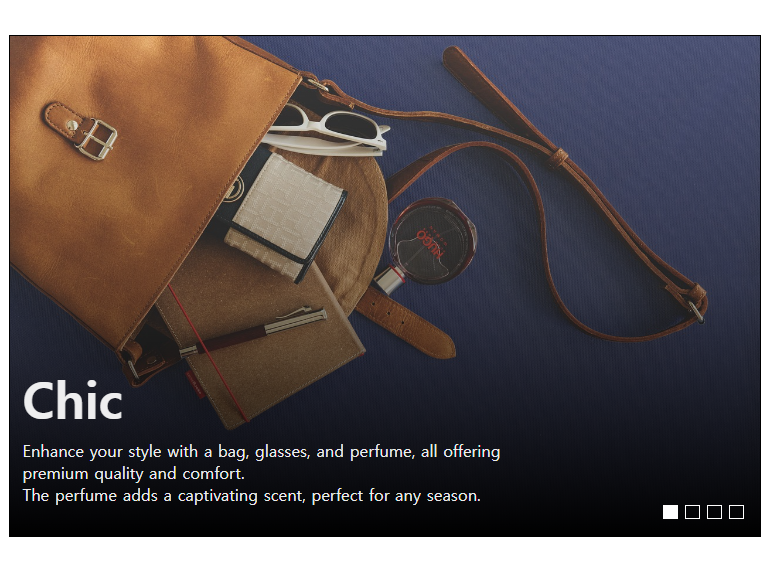 Chic
Enhance your style with a bag, glasses, and perfume, all offering
premium quality and comfort.
The perfume adds a captivating scent, perfect for any season.